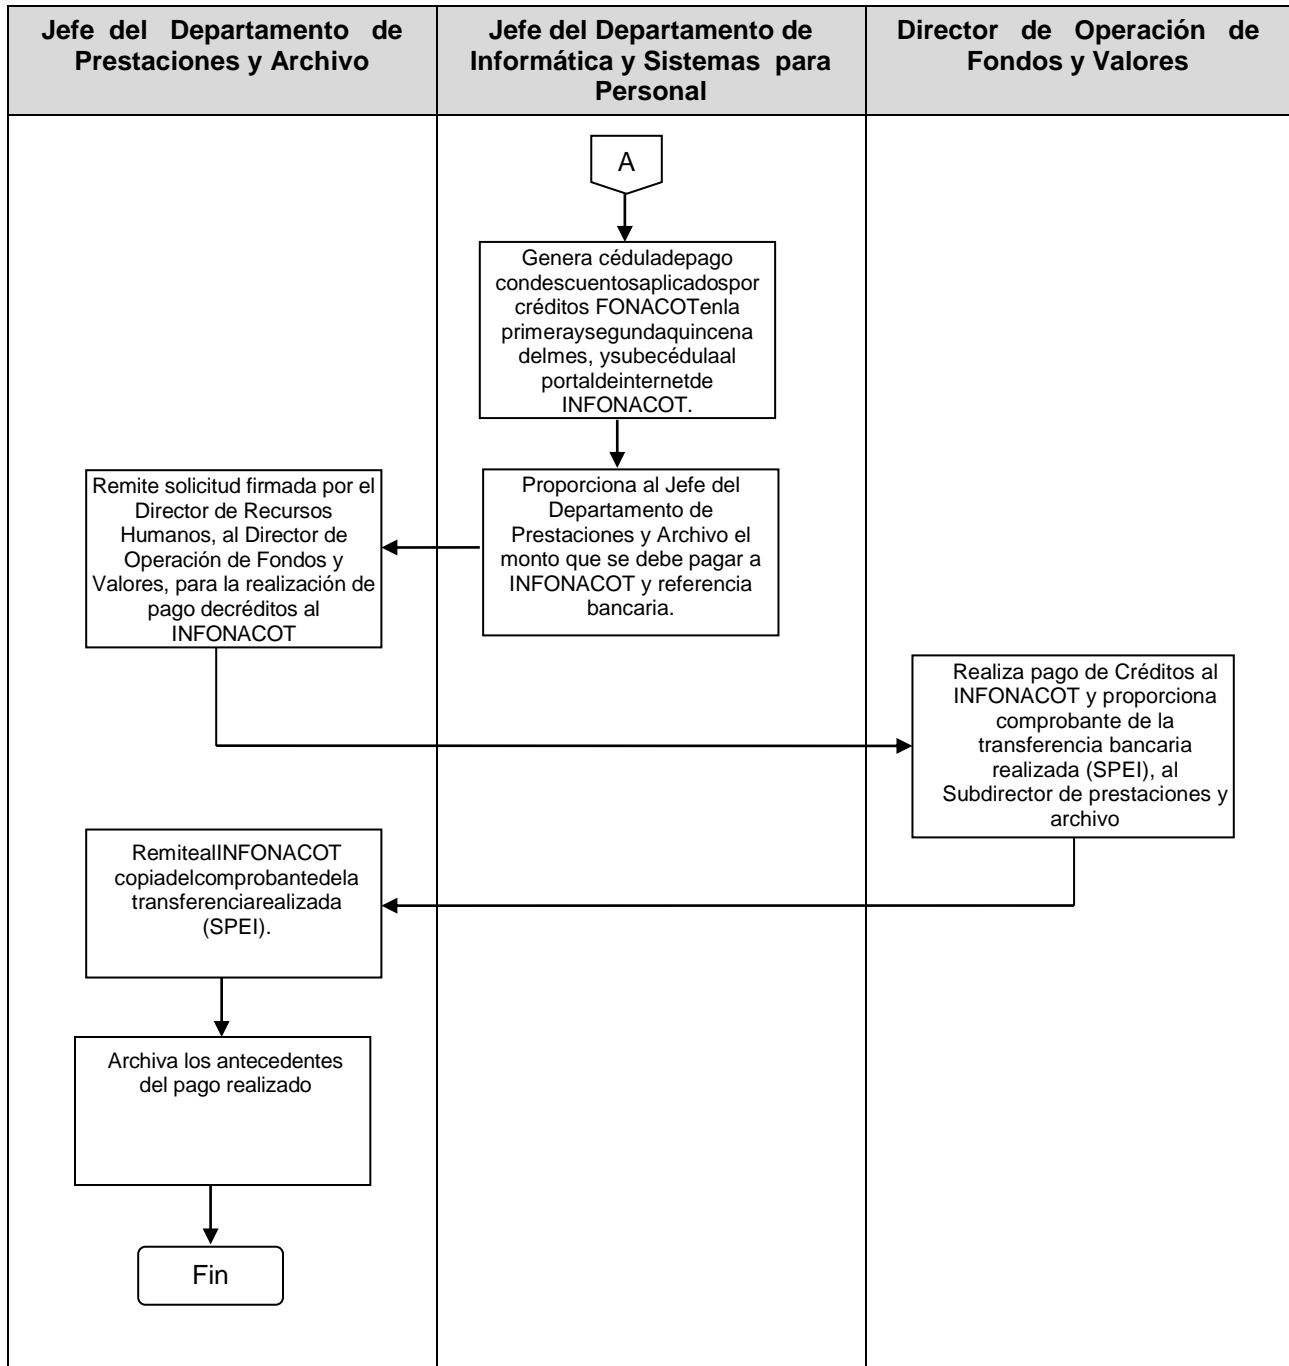 Jefe del Departamento de
Prestaciones y Archivo
Jefe del Departamento de
Informática y Sistemas para
Personal
Director de Operación de
Fondos y Valores
A
Genera céduladepago
condescuentosaplicadospor
créditos FONACOTenla
primeraysegundaquincena
delmes, ysubecédulaal
portaldeinternetde
INFONACOT.
Remite solicitud firmada por el
Director de Recursos
Humanos, al Director de
Operación de Fondos y
Valores, para la realización de
pago decréditos al
INFONACOT
Proporciona al Jefe del
Departamento de
Prestaciones y Archivo el
monto que se debe pagar a
INFONACOT y referencia
bancaria.
Realiza pago de Créditos al
INFONACOT y proporciona
comprobante de la
transferencia bancaria
realizada (SPEI), al
Subdirector de prestaciones y
archivo
RemitealINFONACOT
copiadelcomprobantedela
transferenciarealizada
(SPEI).
Archiva los antecedentes
del pago realizado
Fin